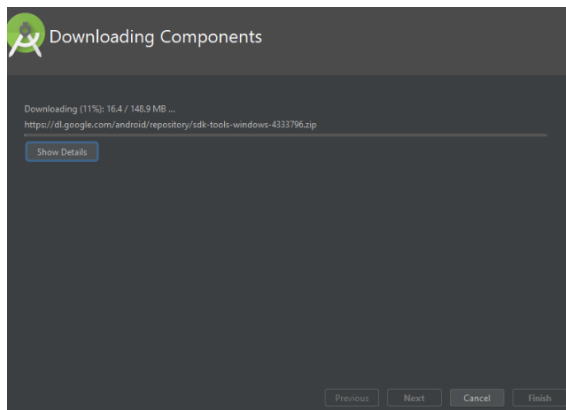 Downloading Components
Downloading (11%): 16.4 / 148.9 MB ...
https://dl.google.com/android/repository/sdk-tools-windows-4333796.zip
Show Details
Previous Next Cancel Finish